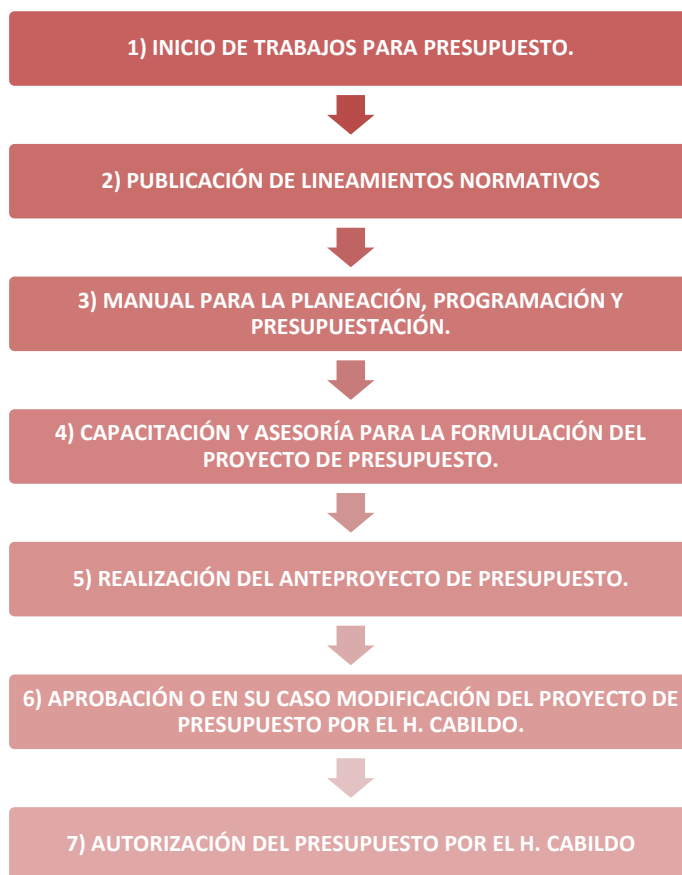 1) INICIO DE TRABAJOS PARA PRESUPUESTO.
2) PUBLICACIÓN DE LINEAMIENTOS NORMATIVOS
3) MANUAL PARA LA PLANEACIÓN, PROGRAMACIÓN Y
PRESUPUESTACIÓN.
4) CAPACITACIÓN Y ASESORÍA PARA LA FORMULACIÓN DEL
PROYECTO DE PRESUPUESTO.
5) REALIZACIÓN DEL ANTEPROYECTO DE PRESUPUESTO.
6) APROBACIÓN O EN SU CASO MODIFICACIÓN DEL PROYECTO DE
PRESUPUESTO POR EL H. CABILDO.
7) AUTORIZACIÓN DEL PRESUPUESTO POR EL H. CABILDO